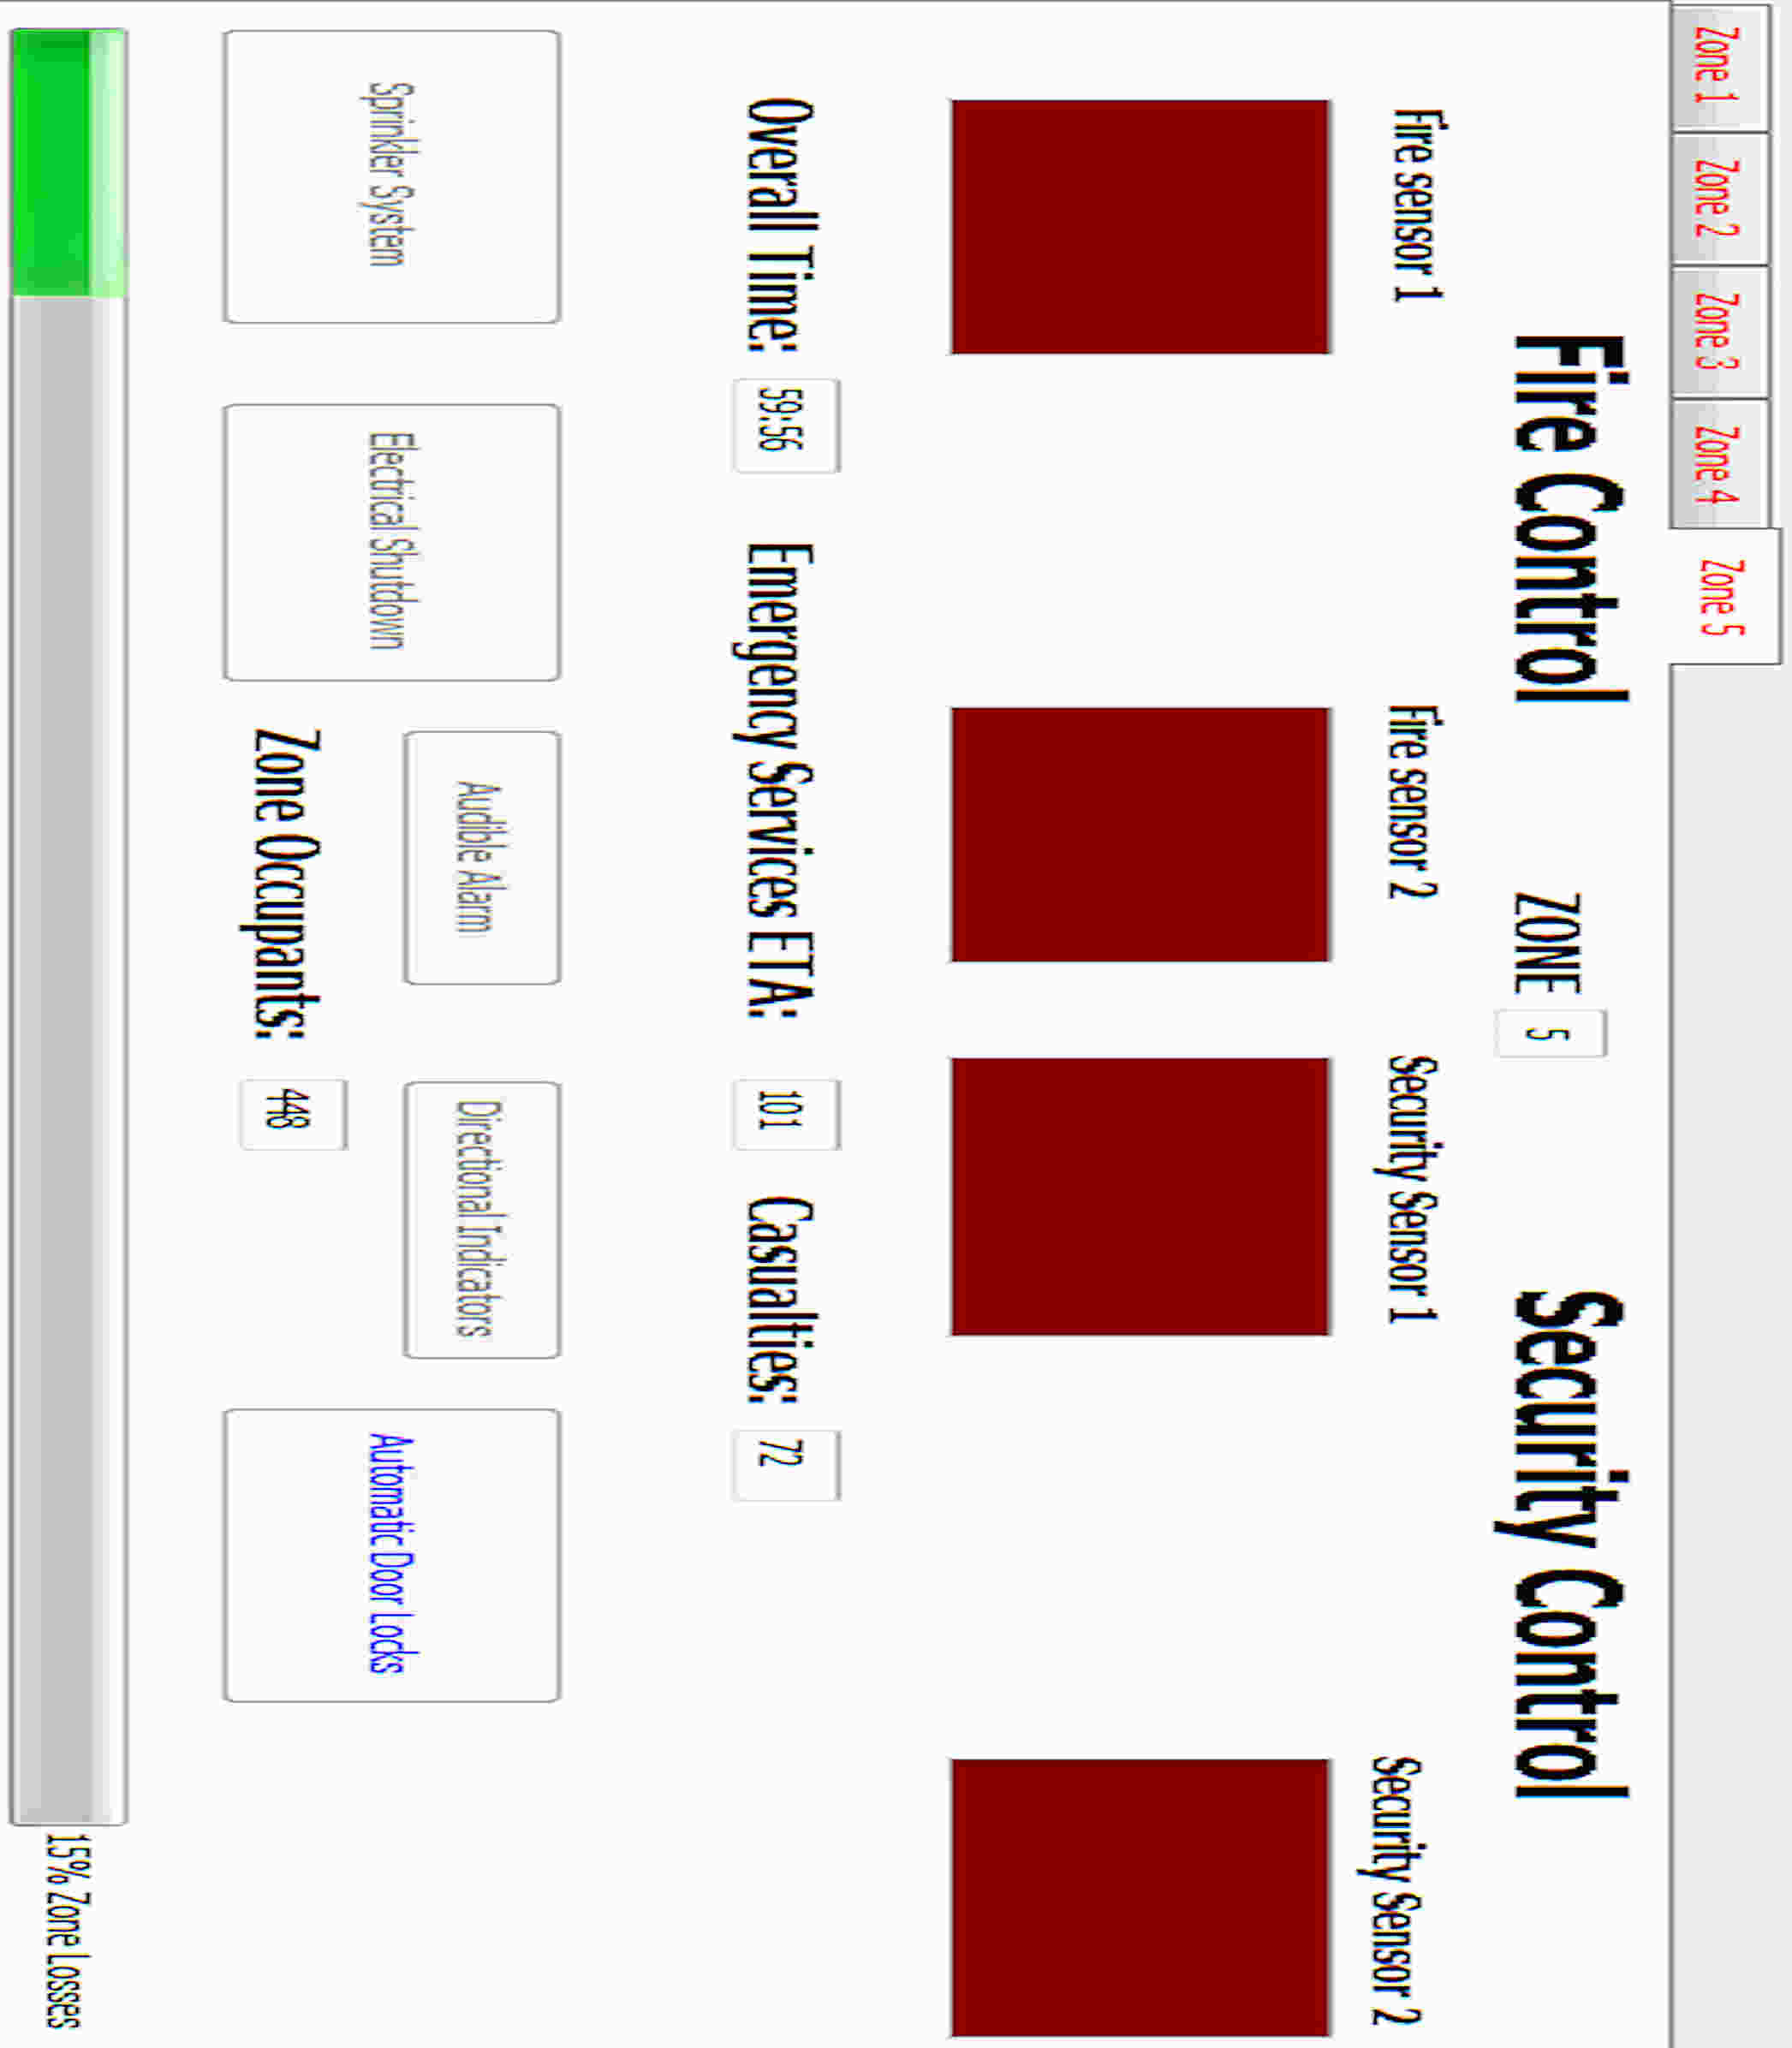 Zone 1 Zone 2 Zone 3 Zone 4 Zone 5
Fire Control Security Control
ZONE 5
Fire sensor 1 Fire sensor 2 Security Sensor 1 Security Sensor 2
Overall Time: 59:56 Emergency Services ETA: 101 Casualties: 72
Sprinkler System Electrical Shutdown Audible Alarm Directional Indicators Automatic Door Locks
Zone Occupants: 448
15% Zone Losses